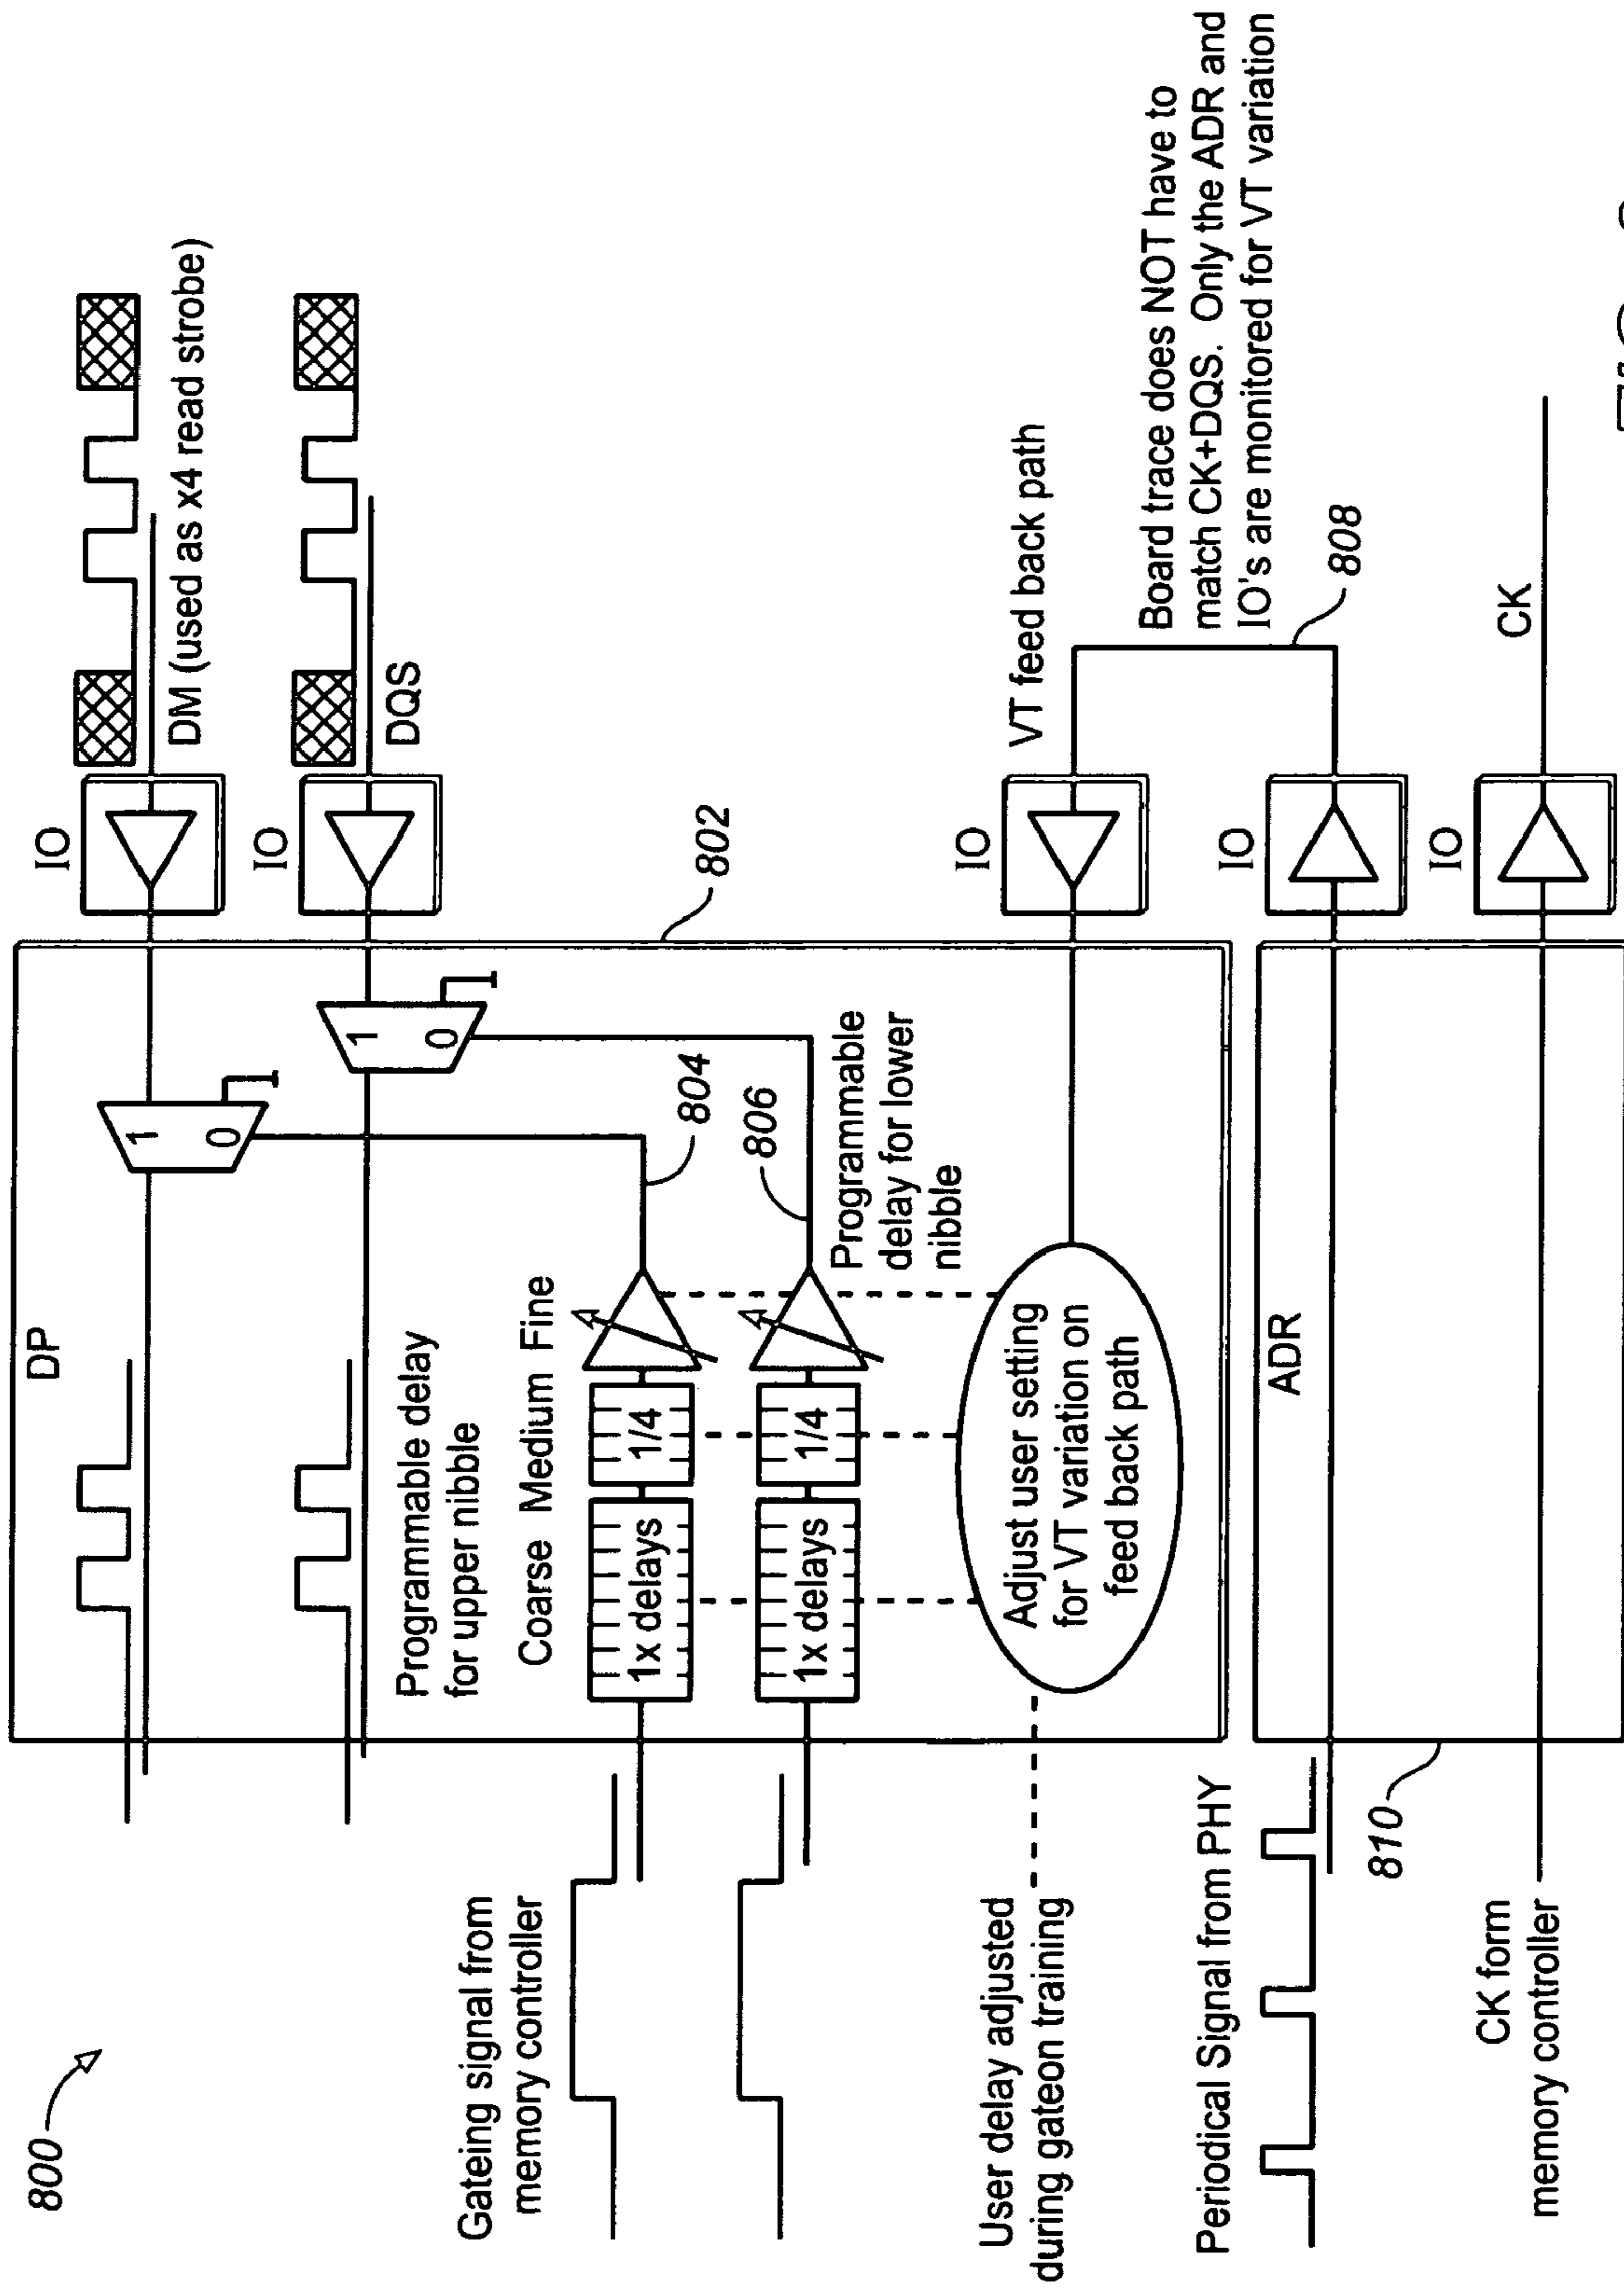 800
DP
IO
DM (used as x4 read strobe)
IO
DQS
802
1
0
1
0
Programmable delay
for upper nibble
Coarse Medium Fine
1x delays
1/4
804
1x delays
1/4
806
Programmable
delay for lower
nibble
Gateing signal from
memory controller
User delay adjusted
during gateon training
Adjust user setting
for VT variation on
feed back path
IO
VT feed back path
Board trace does NOT have to
match CK+DQS. Only the ADR and
IO's are monitored for VT variation
808
Periodical Signal from PHY
ADR
IO
810
CK form
memory controller
IO
CK